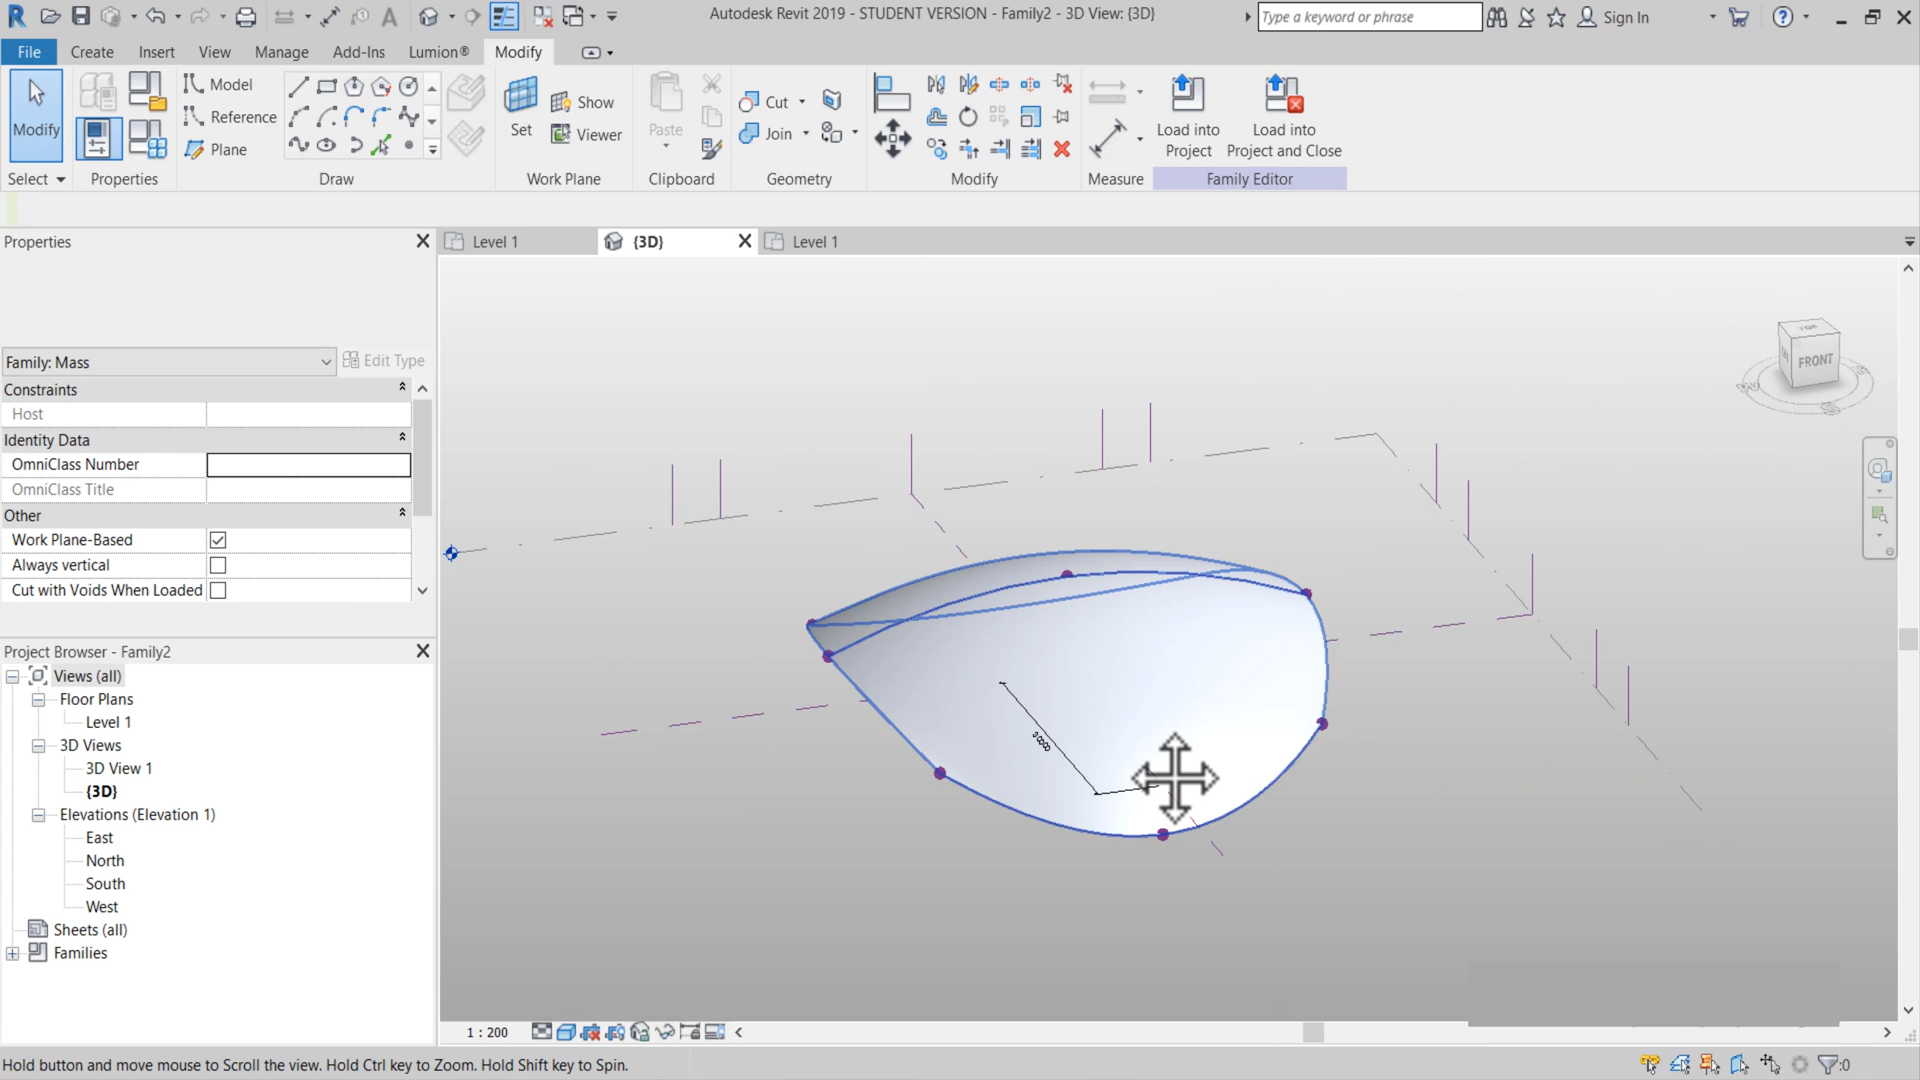 Autodesk Revit 2019 - STUDENT VERSION - Family2 - 3D View: {3D}
Type a keyword or phrase
Sign In
File
Create
Insert
View
Manage
Add-Ins
Lumion®
Modify
Modify
Model
Reference
Plane
Set
Show
Viewer
Paste
Cut
Join
Load into
Project
Load into
Project and Close
Select
Properties
Draw
Work Plane
Clipboard
Geometry
Modify
Measure
Family Editor
Properties
Level 1
{3D}
Level 1
Family: Mass
Edit Type
Constraints
Host
Identity Data
OmniClass Number
OmniClass Title
Other
Work Plane-Based
Always vertical
Cut with Voids When Loaded
Project Browser - Family2
Views (all)
Floor Plans
Level 1
3D Views
3D View 1
{3D}
Elevations (Elevation 1)
East
North
South
West
Sheets (all)
Families
TOP
FRONT
1 : 200
Hold button and move mouse to Scroll the view. Hold Ctrl key to Zoom. Hold Shift key to Spin.
:0